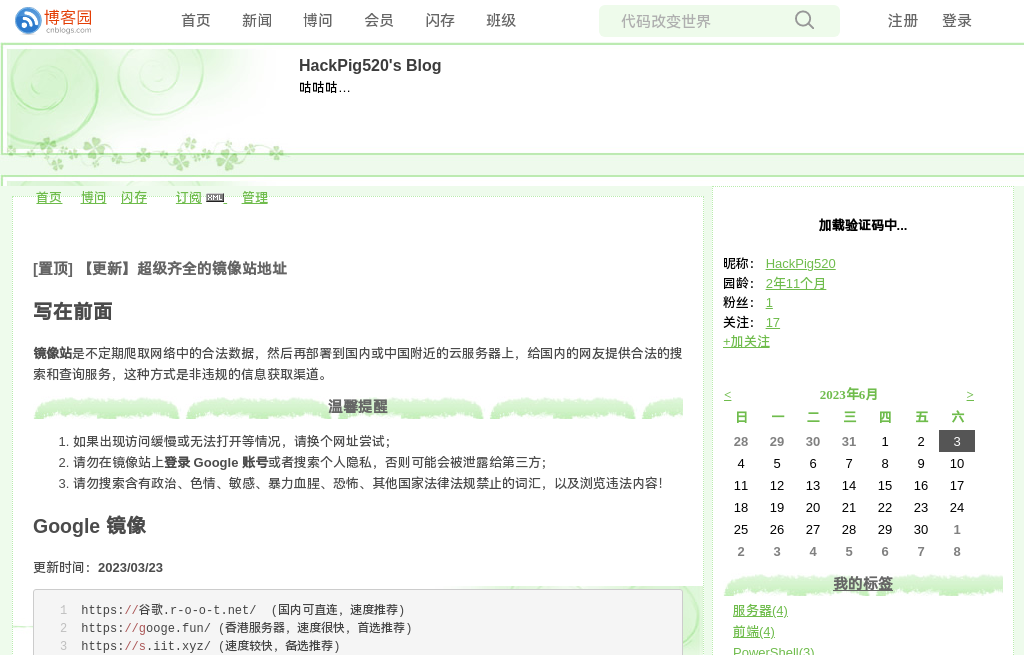 博客园
cnblogs.com
首页 新闻 博问 会员 闪存 班级
代码改变世界
注册 登录
HackPig520's Blog
咕咕咕…
首页 博问 闪存 订阅 XML 管理
[置顶] 【更新】超级齐全的镜像站地址
写在前面
镜像站是不定期爬取网络中的合法数据，然后再部署到国内或中国附近的云服务器上，给国内的网友提供合法的搜
索和查询服务，这种方式是非违规的信息获取渠道。
温馨提醒
1. 如果出现访问缓慢或无法打开等情况，请换个网址尝试；
2. 请勿在镜像站上登录 Google 账号或者搜索个人隐私，否则可能会被泄露给第三方；
3. 请勿搜索含有政治、色情、敏感、暴力血腥、恐怖、其他国家法律法规禁止的词汇，以及浏览违法内容！
Google 镜像
更新时间：2023/03/23
1 https://谷歌.r-o-o-t.net/ (国内可直连，速度推荐)
2 https://googe.fun/ (香港服务器，速度很快，首选推荐)
3 https://s.iit.xyz/ (速度较快，备选推荐)
加载验证码中...
昵称： HackPig520
园龄： 2年11个月
粉丝： 1
关注： 17
+加关注
< 2023年6月 >
日 一 二 三 四 五 六
28 29 30 31 1 2 3
4 5 6 7 8 9 10
11 12 13 14 15 16 17
18 19 20 21 22 23 24
25 26 27 28 29 30 1
2 3 4 5 6 7 8
我的标签
服务器(4)
前端(4)
PowerShell(3)